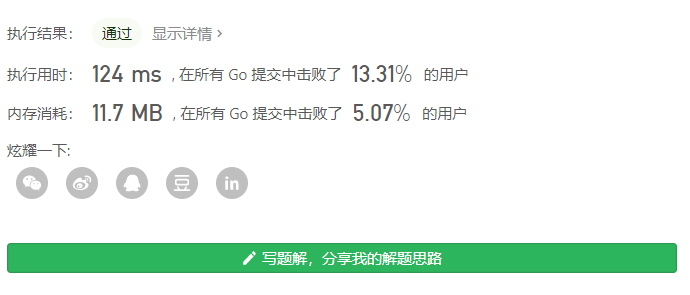 执行结果： 通过 显示详情 >
执行用时： 124 ms , 在所有 Go 提交中击败了 13.31% 的用户
内存消耗： 11.7 MB , 在所有 Go 提交中击败了 5.07% 的用户
炫耀一下:
豆 in
写题解，分享我的解题思路